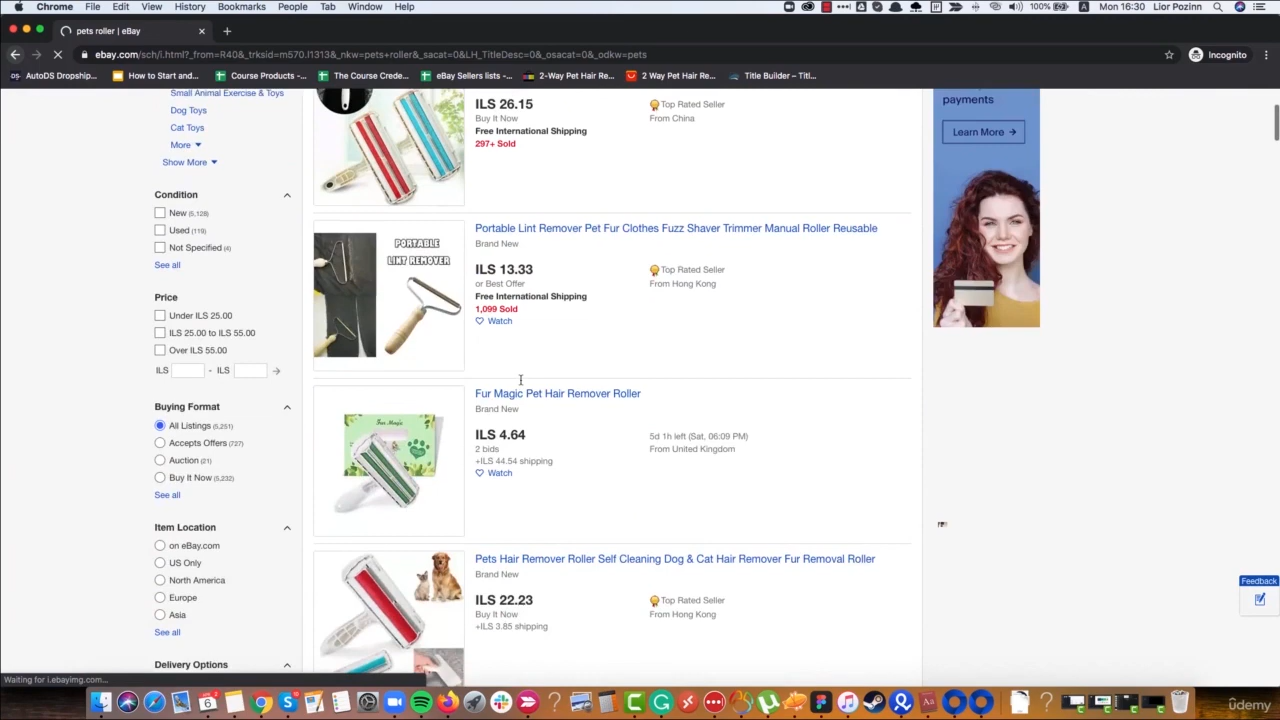 Chrome File Edit View History Bookmarks People Tab Window Help 100% Mon 16:30 Lior Pozinn
pets roller | eBay
ebay.com/sch/i.html?_from=R40&_trksid=m570.l1313&_nkw=pets+roller&_sacat=0&LH_TitleDesc=0&_osacat=0&_odkw=pets Incognito
AutoDS Dropship... How to Start and... Course Products -... The Course Crede... eBay Sellers lists -... 2-Way Pet Hair Re... 2 Way Pet Hair Re... Title Builder – Titl...
Small Animal Exercise & Toys
Dog Toys
Cat Toys
More
Show More
Condition
New (5,128)
Used (119)
Not Specified (4)
See all
Price
Under ILS 25.00
ILS 25.00 to ILS 55.00
Over ILS 55.00
ILS - ILS
Buying Format
All Listings (5,251)
Accepts Offers (727)
Auction (21)
Buy It Now (5,232)
See all
Item Location
on eBay.com
US Only
North America
Europe
Asia
See all
Delivery Options
ILS 26.15
Buy It Now
Free International Shipping
297+ Sold
Top Rated Seller
From China
PORTABLE
LINT REMOVER
Portable Lint Remover Pet Fur Clothes Fuzz Shaver Trimmer Manual Roller Reusable
Brand New
ILS 13.33
or Best Offer
Free International Shipping
1,099 Sold
Watch
Top Rated Seller
From Hong Kong
Fur Magic
Fur Magic Pet Hair Remover Roller
Brand New
ILS 4.64
2 bids
+ILS 44.54 shipping
Watch
5d 1h left (Sat, 06:09 PM)
From United Kingdom
Pets Hair Remover Roller Self Cleaning Dog & Cat Hair Remover Fur Removal Roller
Brand New
ILS 22.23
Buy It Now
+ILS 3.85 shipping
Top Rated Seller
From Hong Kong
payments
Learn More
Feedback
Waiting for i.ebayimg.com...
ûdemy